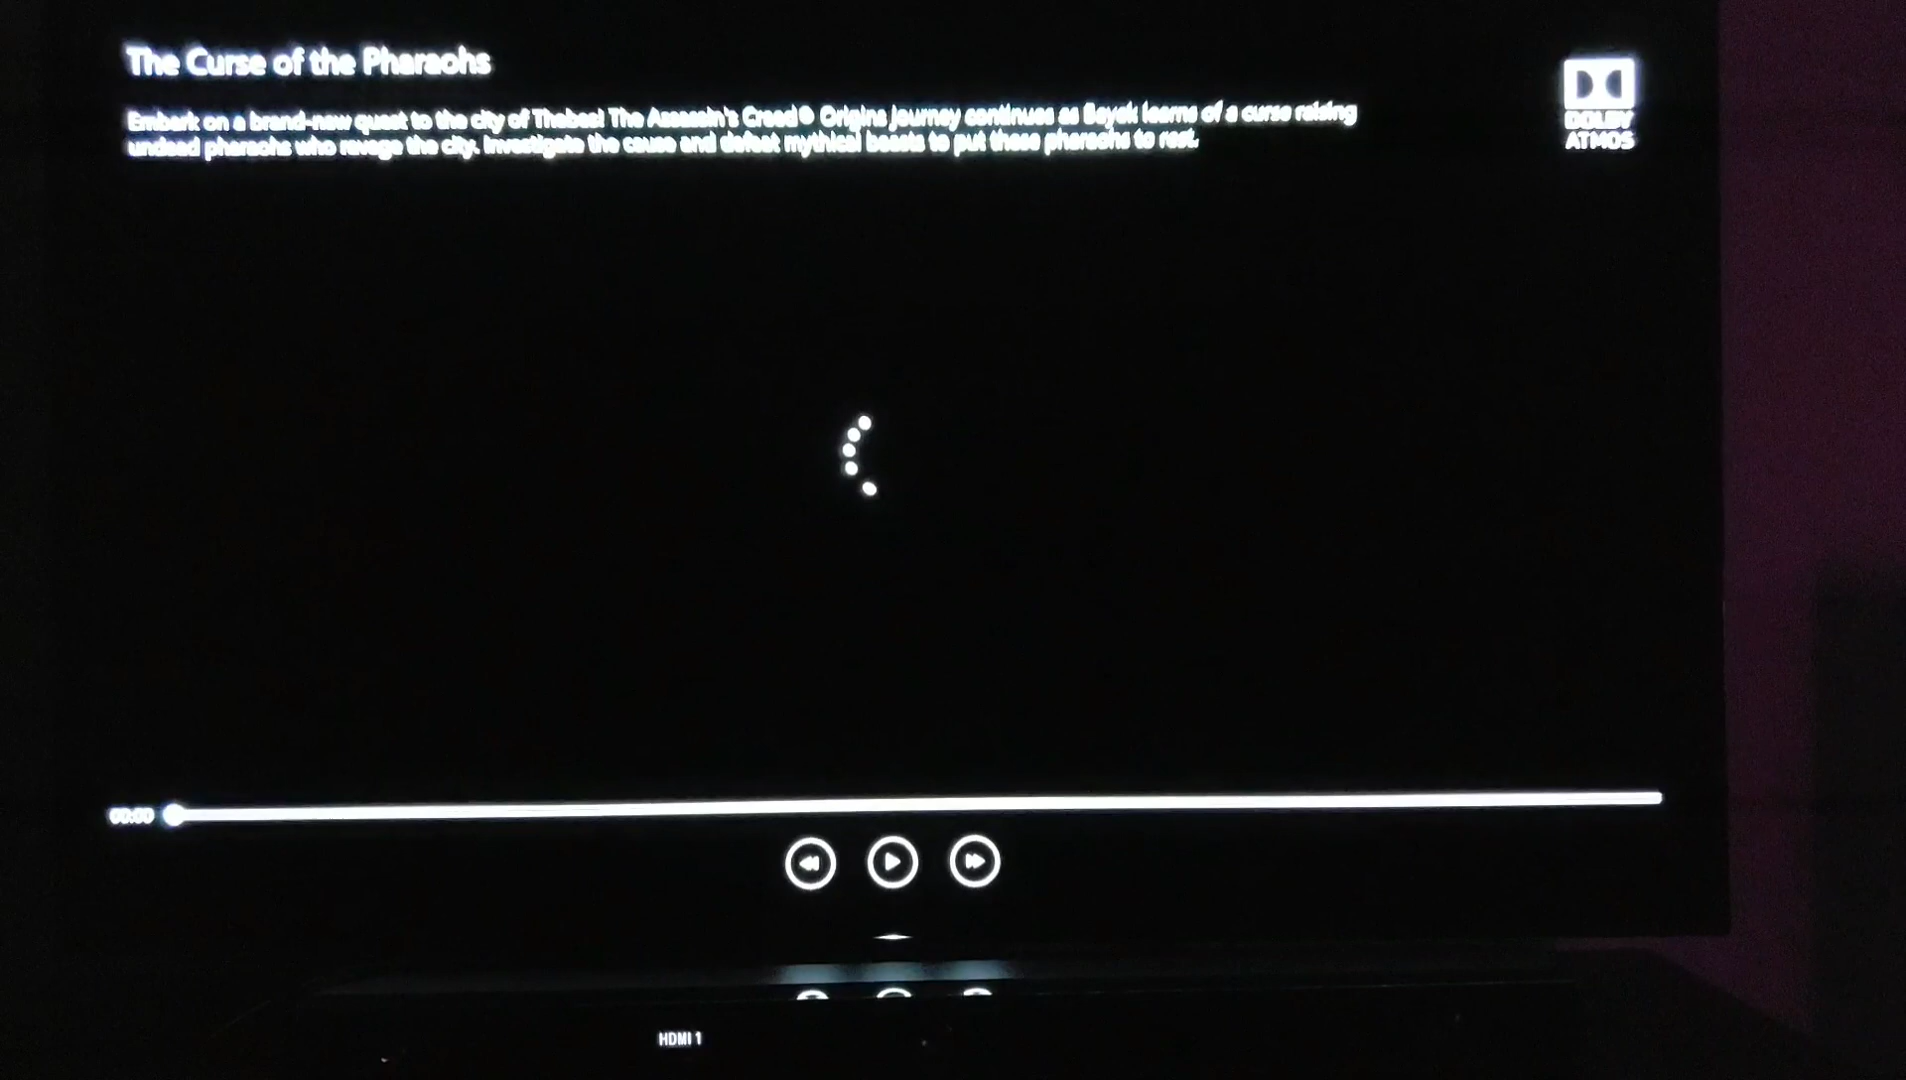 The Curse of the Pharaohs
Embark on a brand-new quest to the city of Thebes! The Assassin's Creed® Origins journey continues as Bayek learns of a curse raising
undead pharaohs who ravage the city. Investigate the cause and defeat mythical beasts to put these pharaohs to rest.
DOLBY
ATMOS
00:00
HDMI 1